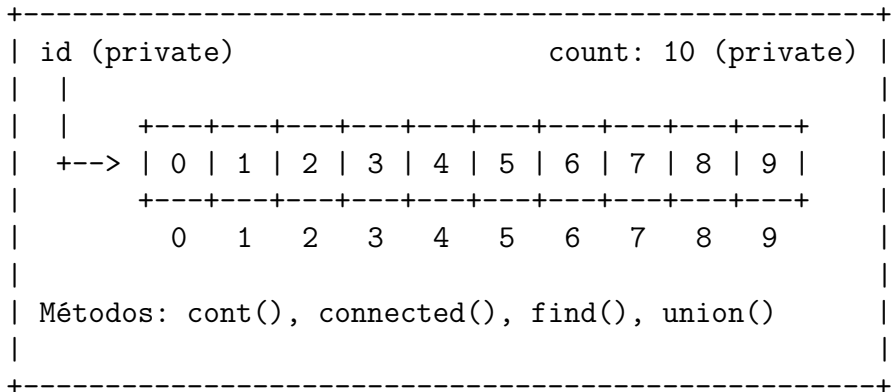 +-----------------------------------------------------+
| id (private)                    count: 10 (private) |
|  |                                                  |
|  |    +---+---+---+---+---+---+---+---+---+---+     |
|  +--> | 0 | 1 | 2 | 3 | 4 | 5 | 6 | 7 | 8 | 9 |     |
|       +---+---+---+---+---+---+---+---+---+---+     |
|         0   1   2   3   4   5   6   7   8   9       |
|                                                     |
| Métodos: cont(), connected(), find(), union()       |
|                                                     |
+-----------------------------------------------------+